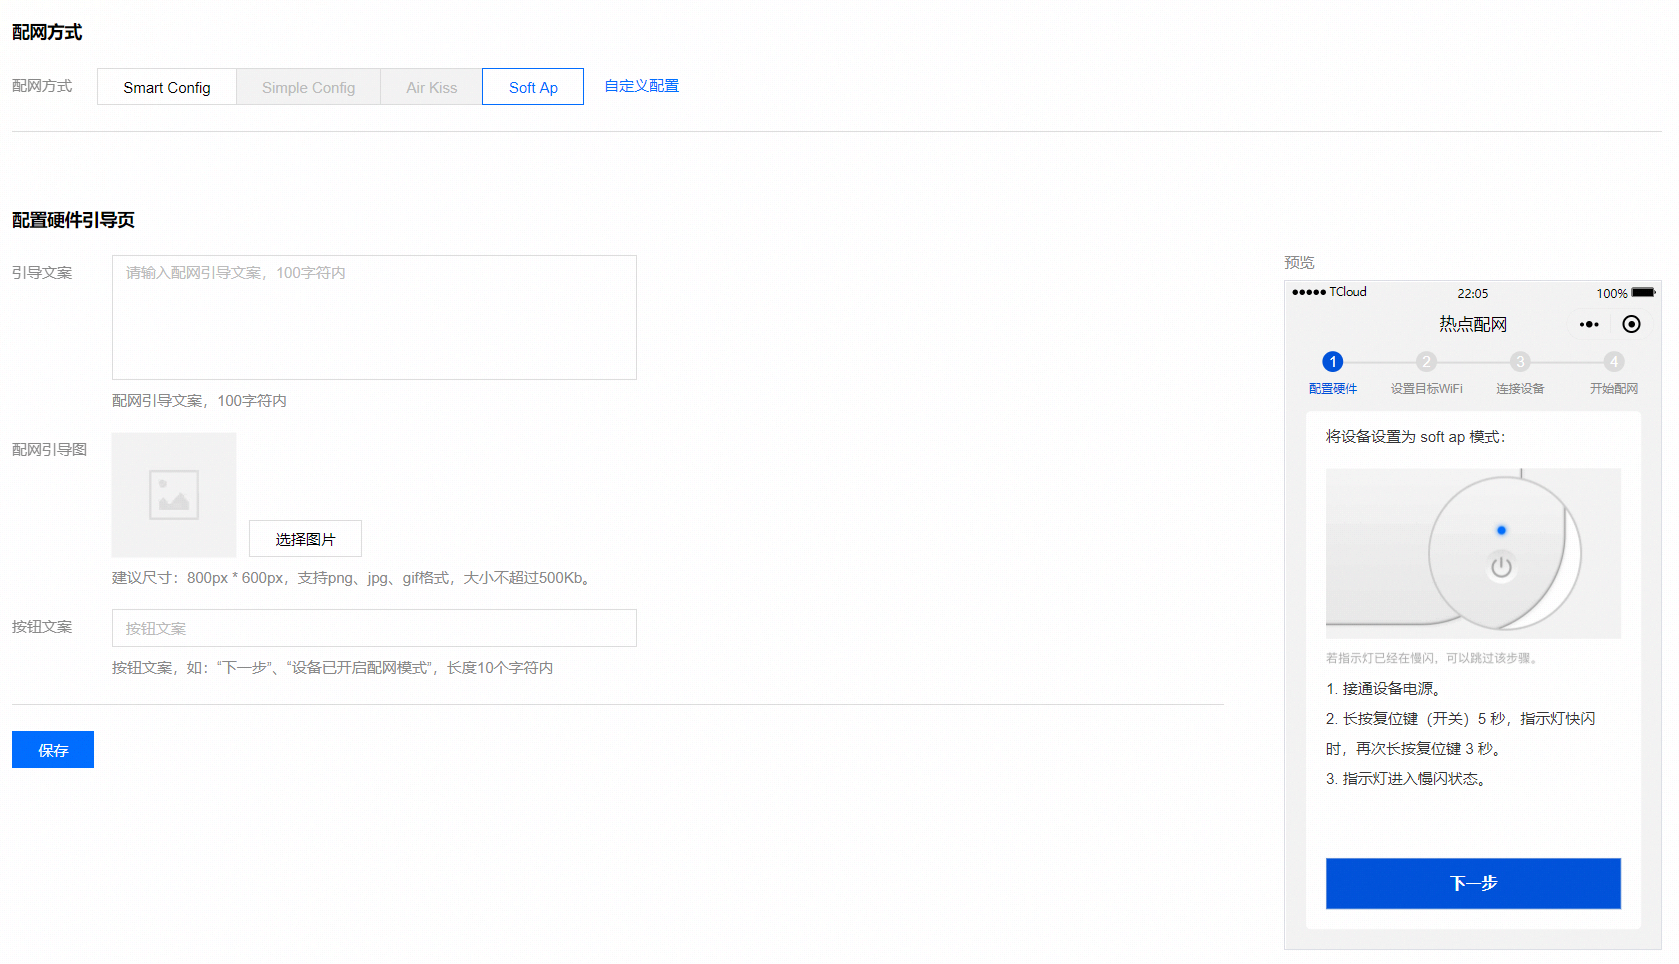 配网方式
配网方式
Smart Config
Simple Config
Air Kiss
Soft Ap
自定义配置
配置硬件引导页
引导文案
请输入配网引导文案，100字符内
配网引导文案，100字符内
配网引导图
选择图片
建议尺寸：800px * 600px，支持png、jpg、gif格式，大小不超过500Kb。
按钮文案
按钮文案
按钮文案，如：“下一步”、“设备已开启配网模式”，长度10个字符内
保存
预览
TCloud
22:05
100%
热点配网
1
2
3
4
配置硬件
设置目标WiFi
连接设备
开始配网
将设备设置为 soft ap 模式：
若指示灯已经在慢闪，可以跳过该步骤。
1. 接通设备电源。
2. 长按复位键（开关）5 秒，指示灯快闪
时，再次长按复位键 3 秒。
3. 指示灯进入慢闪状态。
下一步